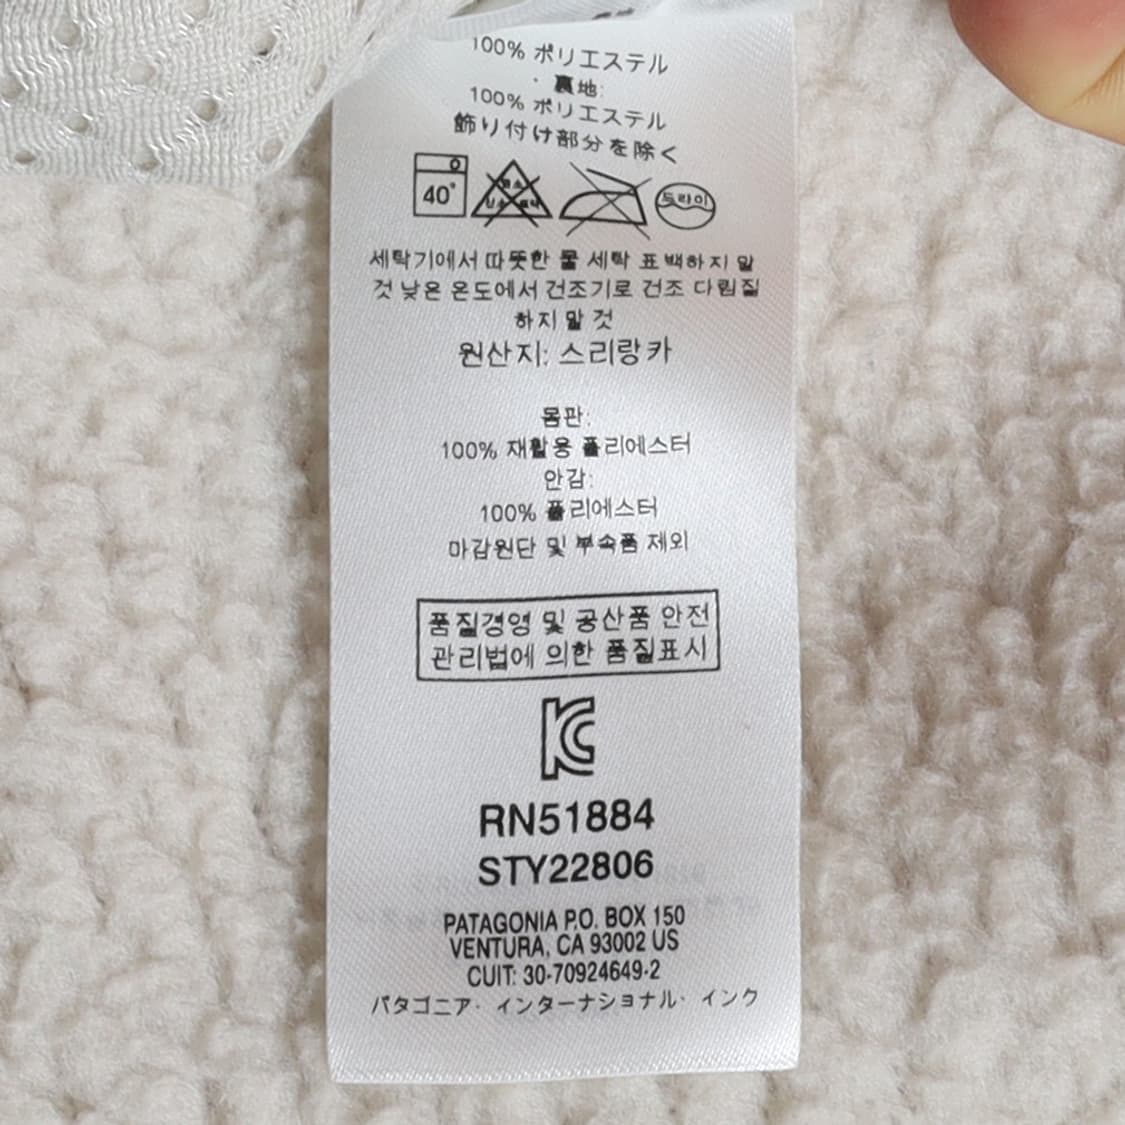 100% ポリエステル
・裏地:
100% ポリエステル
飾り付け部分を除く
40°
드라이
세탁기에서 따뜻한 물 세탁 표백하지 말
것 낮은 온도에서 건조기로 건조 다림질
하지 말 것
원산지: 스리랑카
몸판:
100% 재활용 폴리에스터
안감:
100% 폴리에스터
마감원단 및 부속품 제외
품질경영 및 공산품 안전
관리법에 의한 품질표시
KC
RN51884
STY22806
PATAGONIA P.O. BOX 150
VENTURA, CA 93002 US
CUIT: 30-70924649-2
パタゴニア・インターナショナル・インク